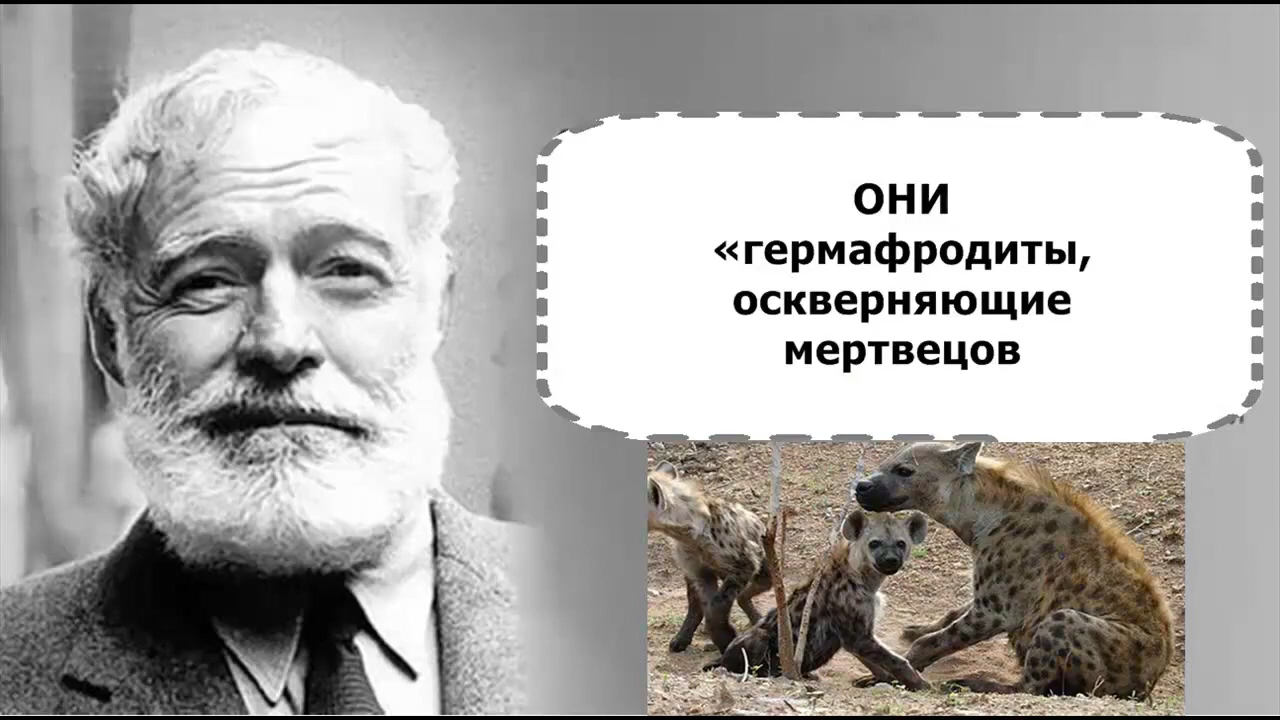 ОНИ
«гермафродиты,
оскверняющие
мертвецов